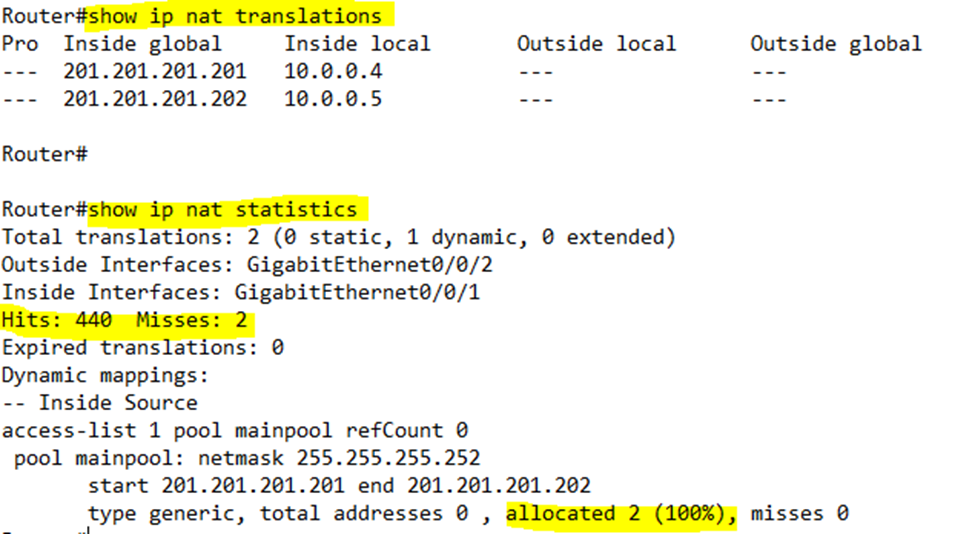 Router#show ip nat translations
Pro  Inside global     Inside local       Outside local      Outside global
---  201.201.201.201   10.0.0.4           ---                ---
---  201.201.201.202   10.0.0.5           ---                ---
Router#
Router#show ip nat statistics
Total translations: 2 (0 static, 1 dynamic, 0 extended)
Outside Interfaces: GigabitEthernet0/0/2
Inside Interfaces: GigabitEthernet0/0/1
Hits: 440  Misses: 2
Expired translations: 0
Dynamic mappings:
-- Inside Source
access-list 1 pool mainpool refCount 0
 pool mainpool: netmask 255.255.255.252
       start 201.201.201.201 end 201.201.201.202
       type generic, total addresses 0 , allocated 2 (100%), misses 0